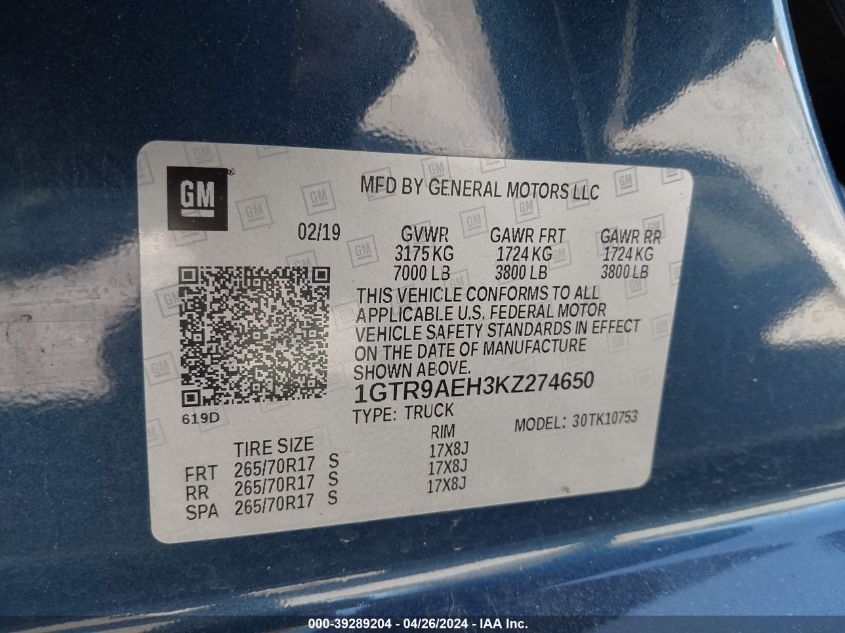 GM
MFD BY GENERAL MOTORS LLC
02/19 GVWR GAWR FRT GAWR RR
3175 KG 1724 KG 1724 KG
7000 LB 3800 LB 3800 LB
THIS VEHICLE CONFORMS TO ALL
APPLICABLE U.S. FEDERAL MOTOR
VEHICLE SAFETY STANDARDS IN EFFECT
ON THE DATE OF MANUFACTURE
SHOWN ABOVE.
1GTR9AEH3KZ274650
619D
TYPE: TRUCK
MODEL: 30TK10753
TIRE SIZE RIM
FRT 265/70R17 S 17X8J
RR 265/70R17 S 17X8J
SPA 265/70R17 S 17X8J
000-39289204 - 04/26/2024 - IAAI Inc.